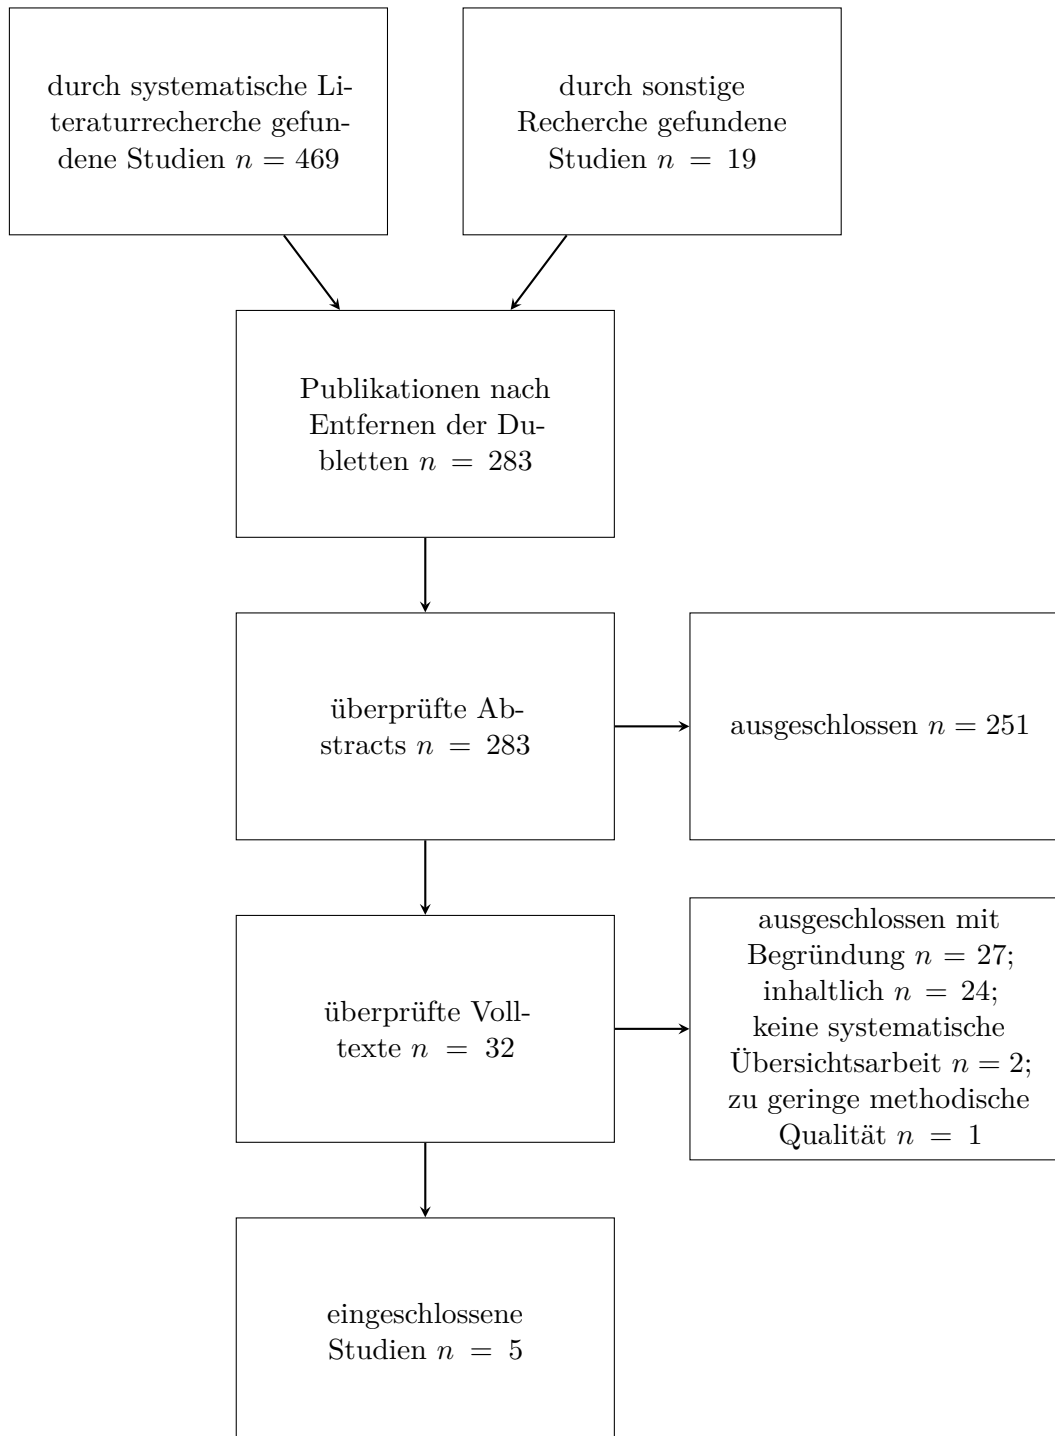 durch systematische Li-
teraturrecherche gefun-
dene Studien n = 469
durch sonstige
Recherche gefundene
Studien n = 19
Publikationen nach
Entfernen der Du-
bletten n = 283
überprüfte Ab-
stracts n = 283
ausgeschlossen n = 251
überprüfte Voll-
texte n = 32
ausgeschlossen mit
Begründung n = 27;
inhaltlich n = 24;
keine systematische
Übersichtsarbeit n = 2;
zu geringe methodische
Qualität n = 1
eingeschlossene
Studien n = 5